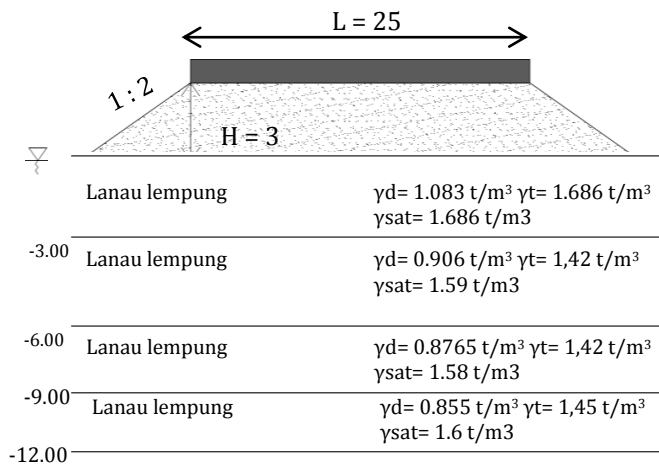 L = 25
1 : 2
H = 3
Lanau lempung γd= 1.083 t/m³ γt= 1.686 t/m³
γsat= 1.686 t/m3
-3.00
Lanau lempung γd= 0.906 t/m³ γt= 1,42 t/m³
γsat= 1.59 t/m3
-6.00
Lanau lempung γd= 0.8765 t/m³ γt= 1,42 t/m³
γsat= 1.58 t/m3
-9.00
Lanau lempung γd= 0.855 t/m³ γt= 1,45 t/m³
γsat= 1.6 t/m3
-12.00